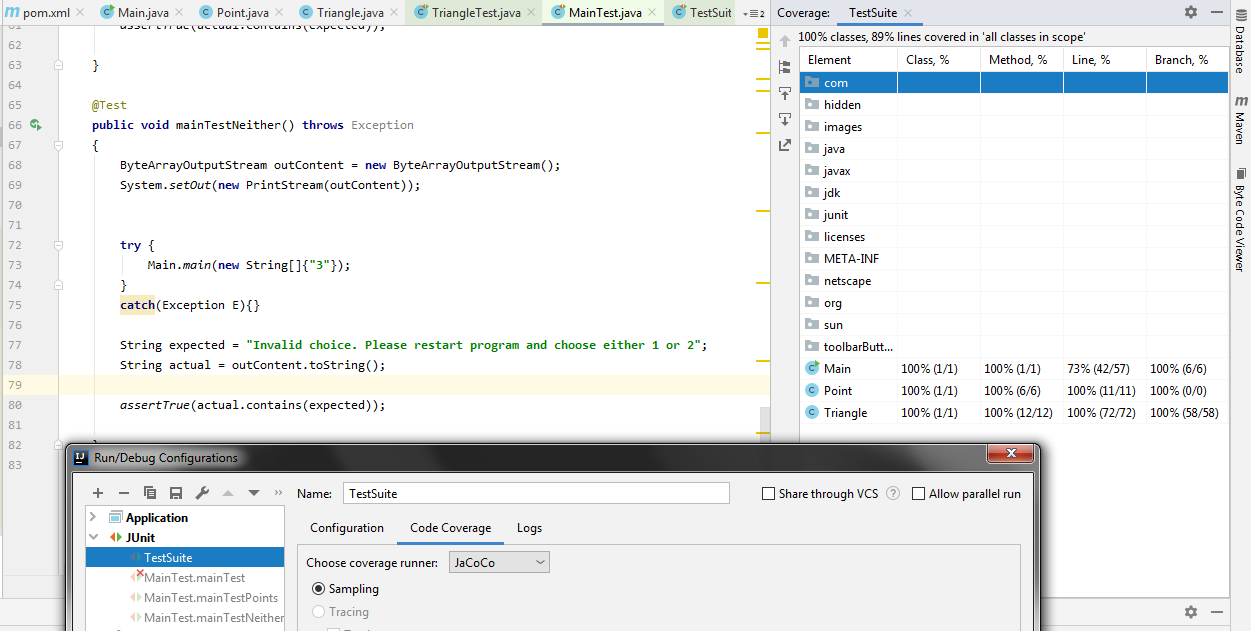 pom.xml Main.java Point.java Triangle.java TriangleTest.java MainTest.java TestSuit 2
assertTrue(actual.contains(expected));
62
63 }
64
65 @Test
66 public void mainTestNeither() throws Exception
67 {
68 ByteArrayOutputStream outContent = new ByteArrayOutputStream();
69 System.setOut(new PrintStream(outContent));
70
71
72 try {
73 Main.main(new String[]{"3"});
74 }
75 catch(Exception E){}
76
77 String expected = "Invalid choice. Please restart program and choose either 1 or 2";
78 String actual = outContent.toString();
79
80 assertTrue(actual.contains(expected));
81
82
83
Coverage: TestSuite
100% classes, 89% lines covered in 'all classes in scope'
Element Class, % Method, % Line, % Branch, %
com
hidden
images
java
javax
jdk
junit
licenses
META-INF
netscape
org
sun
toolbarButt...
Main 100% (1/1) 100% (1/1) 73% (42/57) 100% (6/6)
Point 100% (1/1) 100% (6/6) 100% (11/11) 100% (0/0)
Triangle 100% (1/1) 100% (12/12) 100% (72/72) 100% (58/58)
Database
m Maven
Byte Code Viewer
Run/Debug Configurations
Name: TestSuite Share through VCS ? Allow parallel run
Application
JUnit
TestSuite
MainTest.mainTest
MainTest.mainTestPoints
MainTest.mainTestNeither
Configuration Code Coverage Logs
Choose coverage runner: JaCoCo
Sampling
Tracing